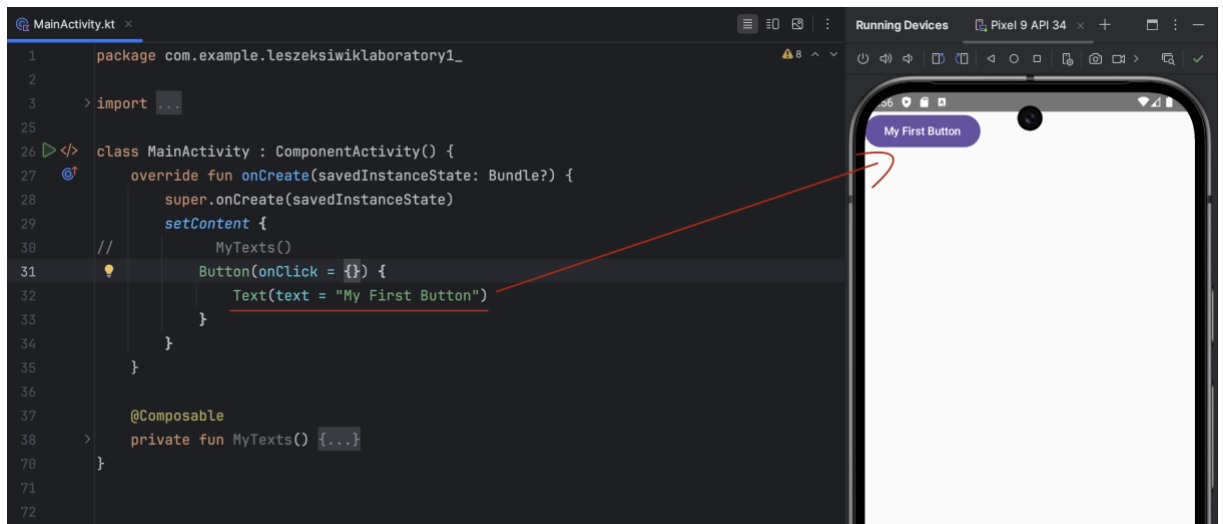 MainActivity.kt
1 package com.example.leszeksiwiklaboratory1_
8
2
3 import ...
25
26 class MainActivity : ComponentActivity() {
27 override fun onCreate(savedInstanceState: Bundle?) {
28 super.onCreate(savedInstanceState)
29 setContent {
30 // MyTexts()
31 Button(onClick = {}) {
32 Text(text = "My First Button")
33 }
34 }
35 }
36
37 @Composable
38 private fun MyTexts() {...}
70 }
71
72
Running Devices
Pixel 9 API 34
My First Button